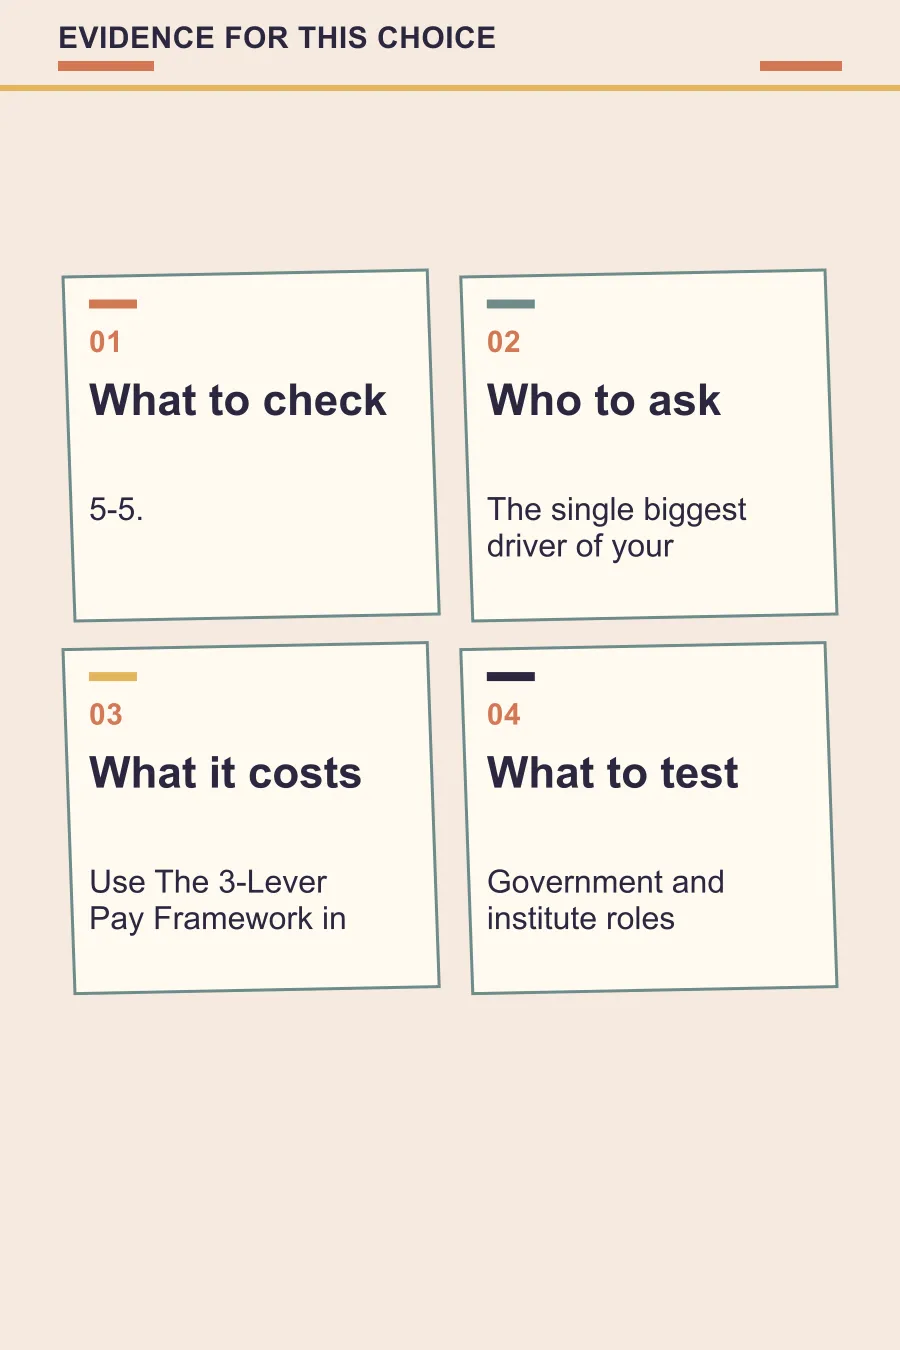 EVIDENCE FOR THIS CHOICE
01
What to check
5-5.
02
Who to ask
The single biggest
driver of your
03
What it costs
Use The 3-Lever
Pay Framework in
04
What to test
Government and
institute roles